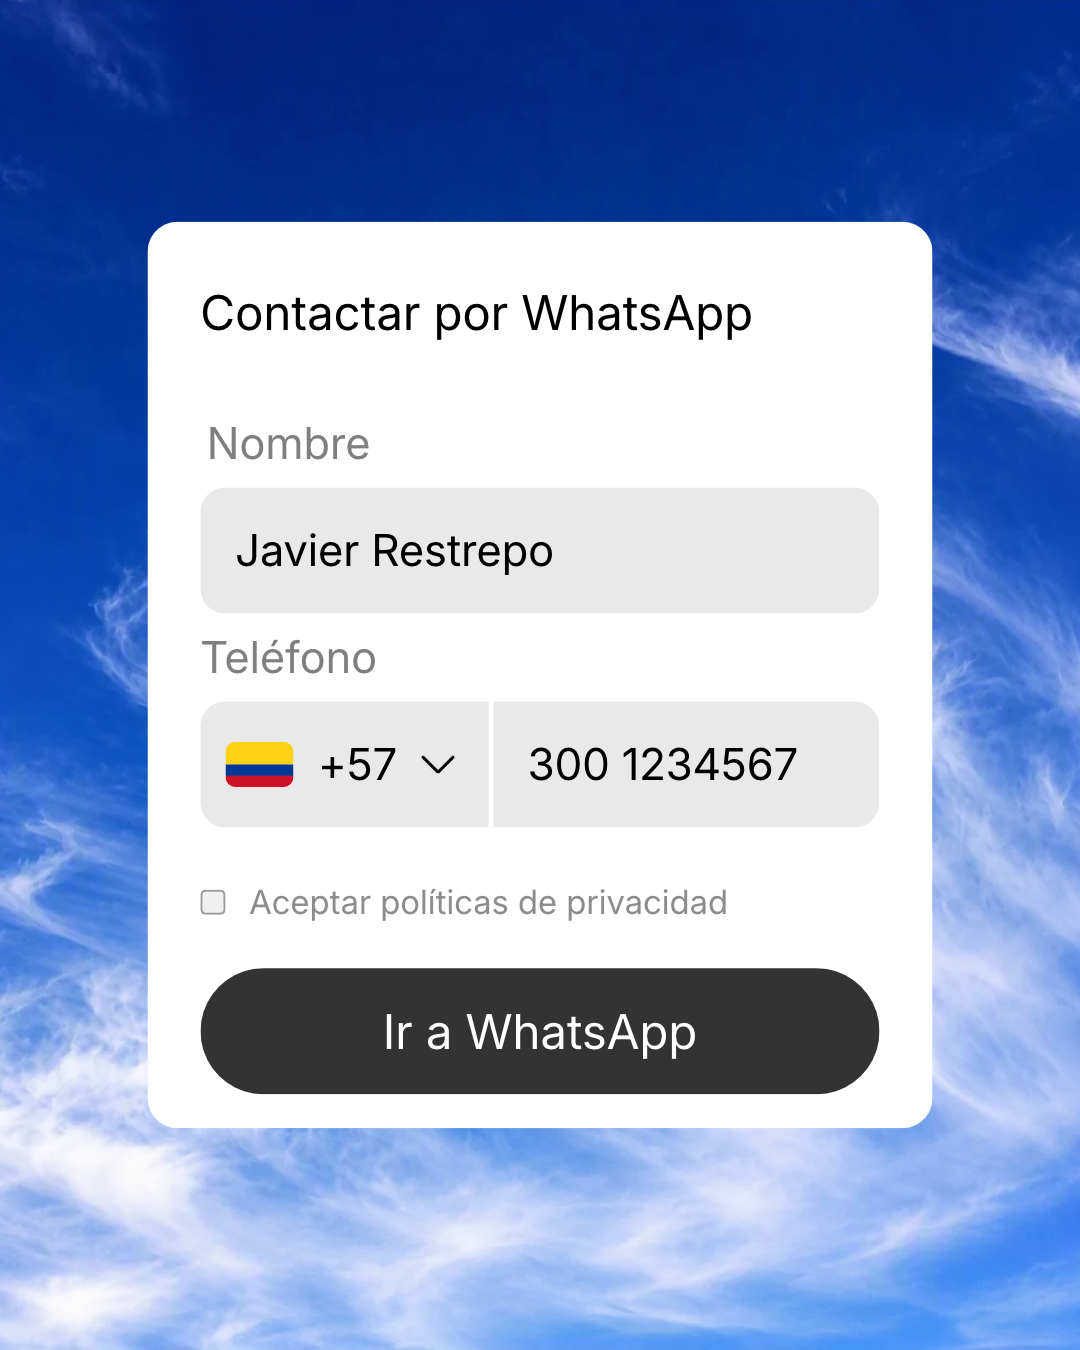 Contactar por WhatsApp
Nombre
Javier Restrepo
Teléfono
+57 300 1234567
Aceptar políticas de privacidad
Ir a WhatsApp